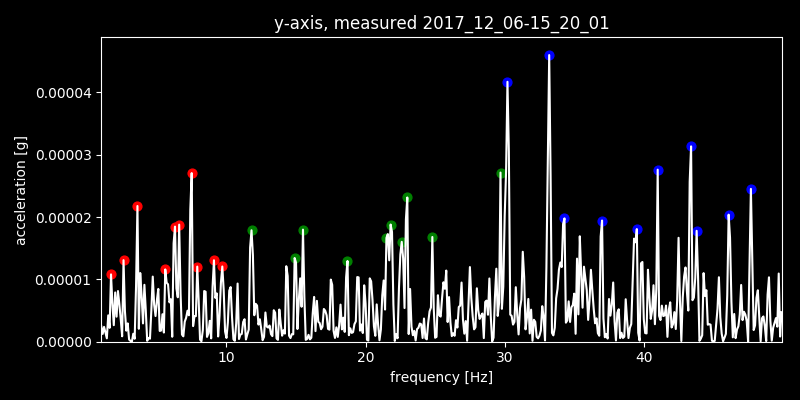 y-axis, measured 2017_12_06-15_20_01
0.00004
0.00003
0.00002
0.00001
0.00000
acceleration [g]
10 20 30 40
frequency [Hz]